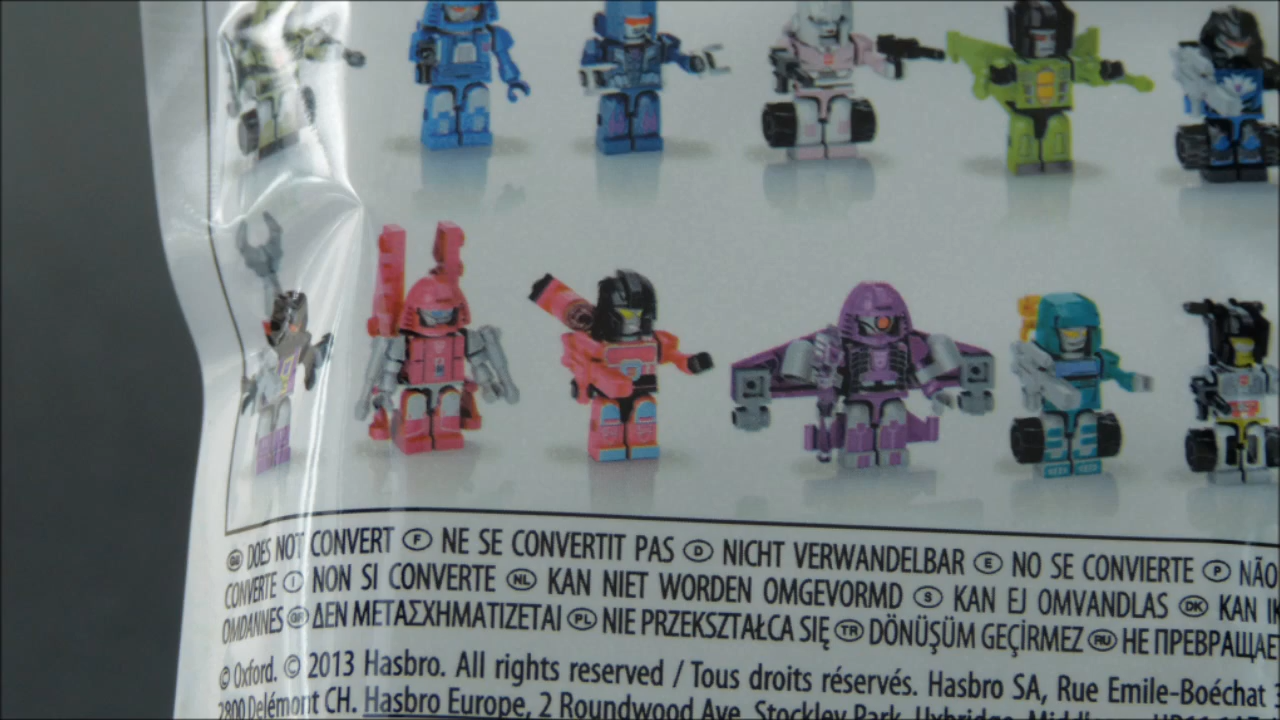 GB DOES NOT CONVERT F NE SE CONVERTIT PAS D NICHT VERWANDELBAR E NO SE CONVIERTE P NÃO
CONVERTE I NON SI CONVERTE NL KAN NIET WORDEN OMGEVORMD S KAN EJ OMVANDLAS DK KAN
OMDANNES GR ΔΕΝ ΜΕΤΑΣΧΗΜΑΤΙΖΕΤΑΙ PL NIE PRZEKSZTAŁCA SIĘ TR DÖNÜŞÜM GEÇİRMEZ RU НЕ ПРЕВРАЩАЕ
© Oxford. © 2013 Hasbro. All rights reserved / Tous droits réservés. Hasbro SA, Rue Emile-Boéchat
2800 Delémont CH. Hasbro Europe, 2 Roundwood Ave, Stockley Park, Uxbridge,